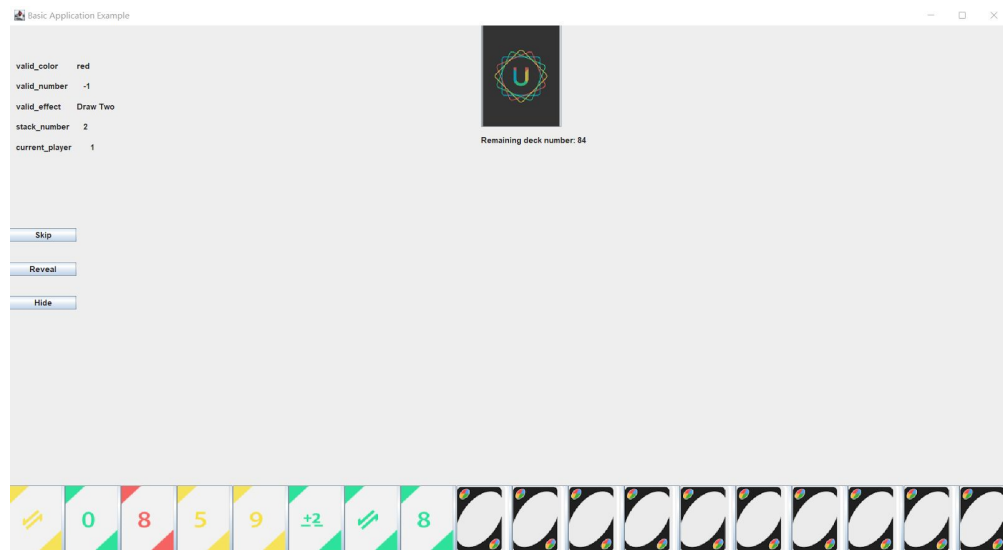 Basic Application Example
valid_color red
valid_number -1
valid_effect Draw Two
stack_number 2
current_player 1
U
Remaining deck number: 84
Skip
Reveal
Hide
0 8 5 9 +2 8